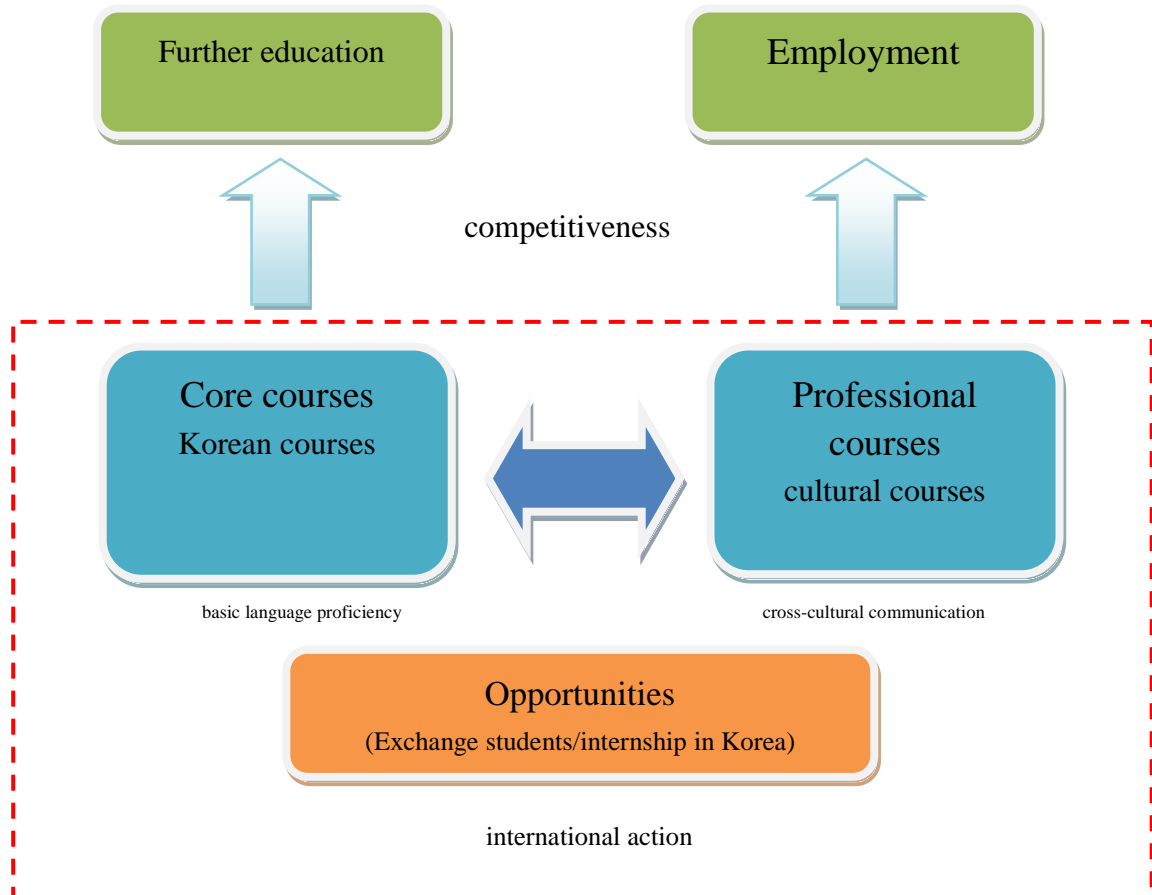 Further education
Employment
competitiveness
Core courses
Korean courses
Professional
courses
cultural courses
basic language proficiency
cross-cultural communication
Opportunities
(Exchange students/internship in Korea)
international action